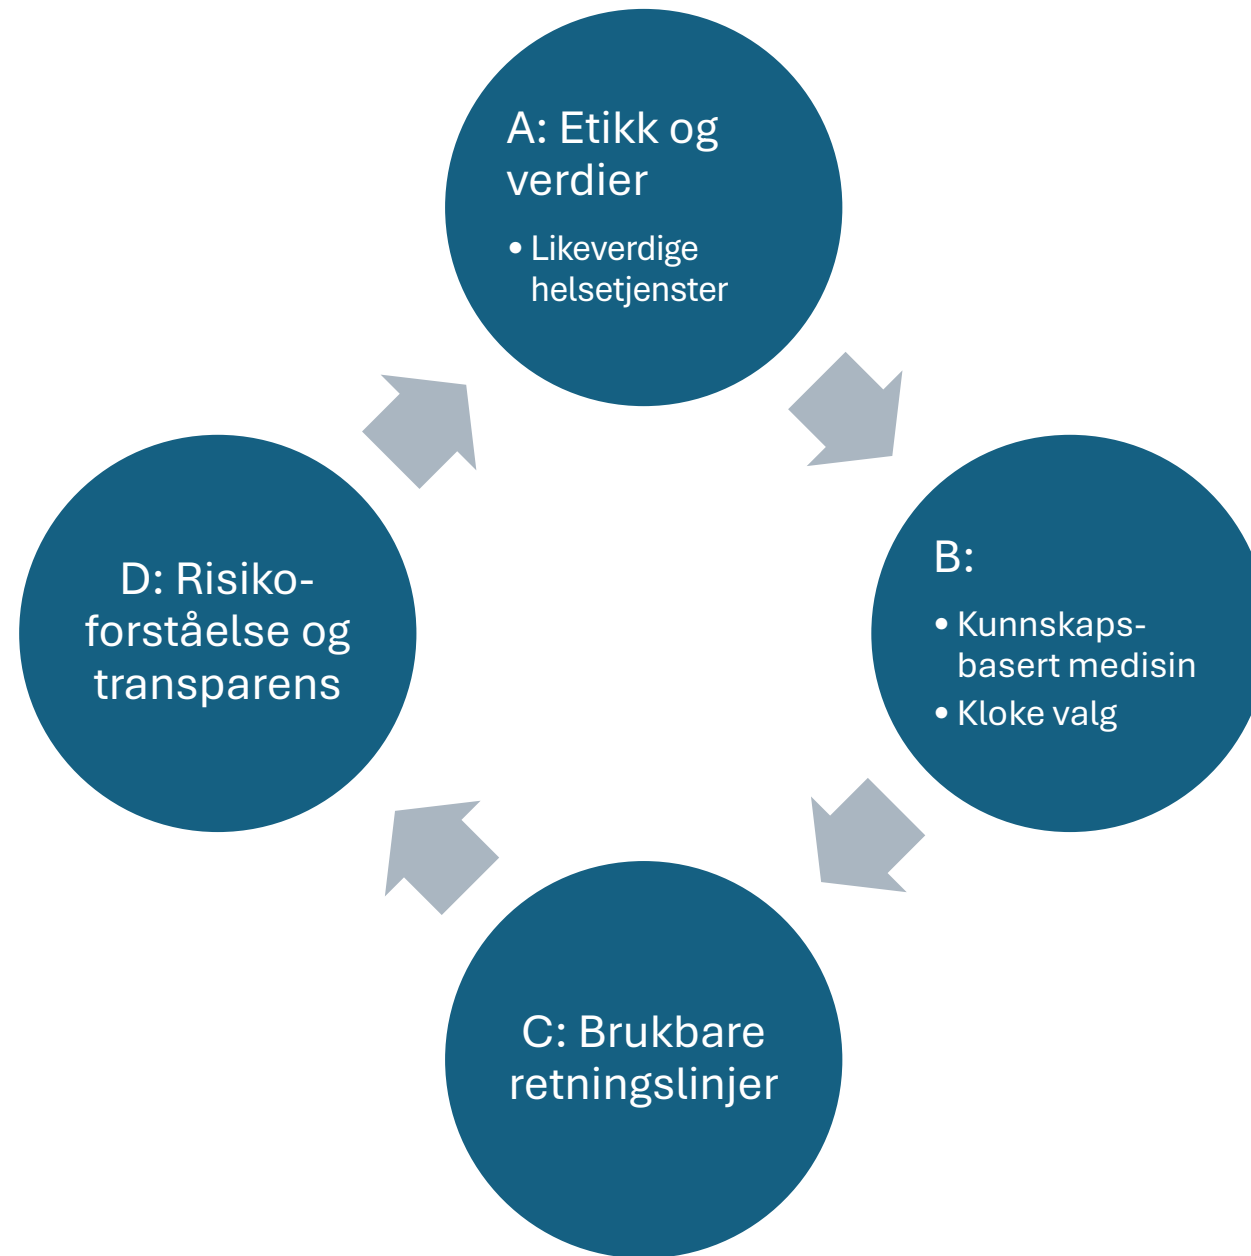 A: Etikk og
verdier
• Likeverdige
helsetjenster
B:
• Kunnskaps-
basert medisin
• Kloke valg
C: Brukbare
retningslinjer
D: Risiko-
forståelse og
transparens